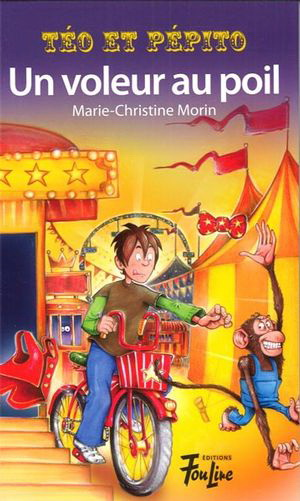 TÉO ET PÉPITO
Un voleur au poil
Marie-Christine Morin
ÉDITIONS
FouLire